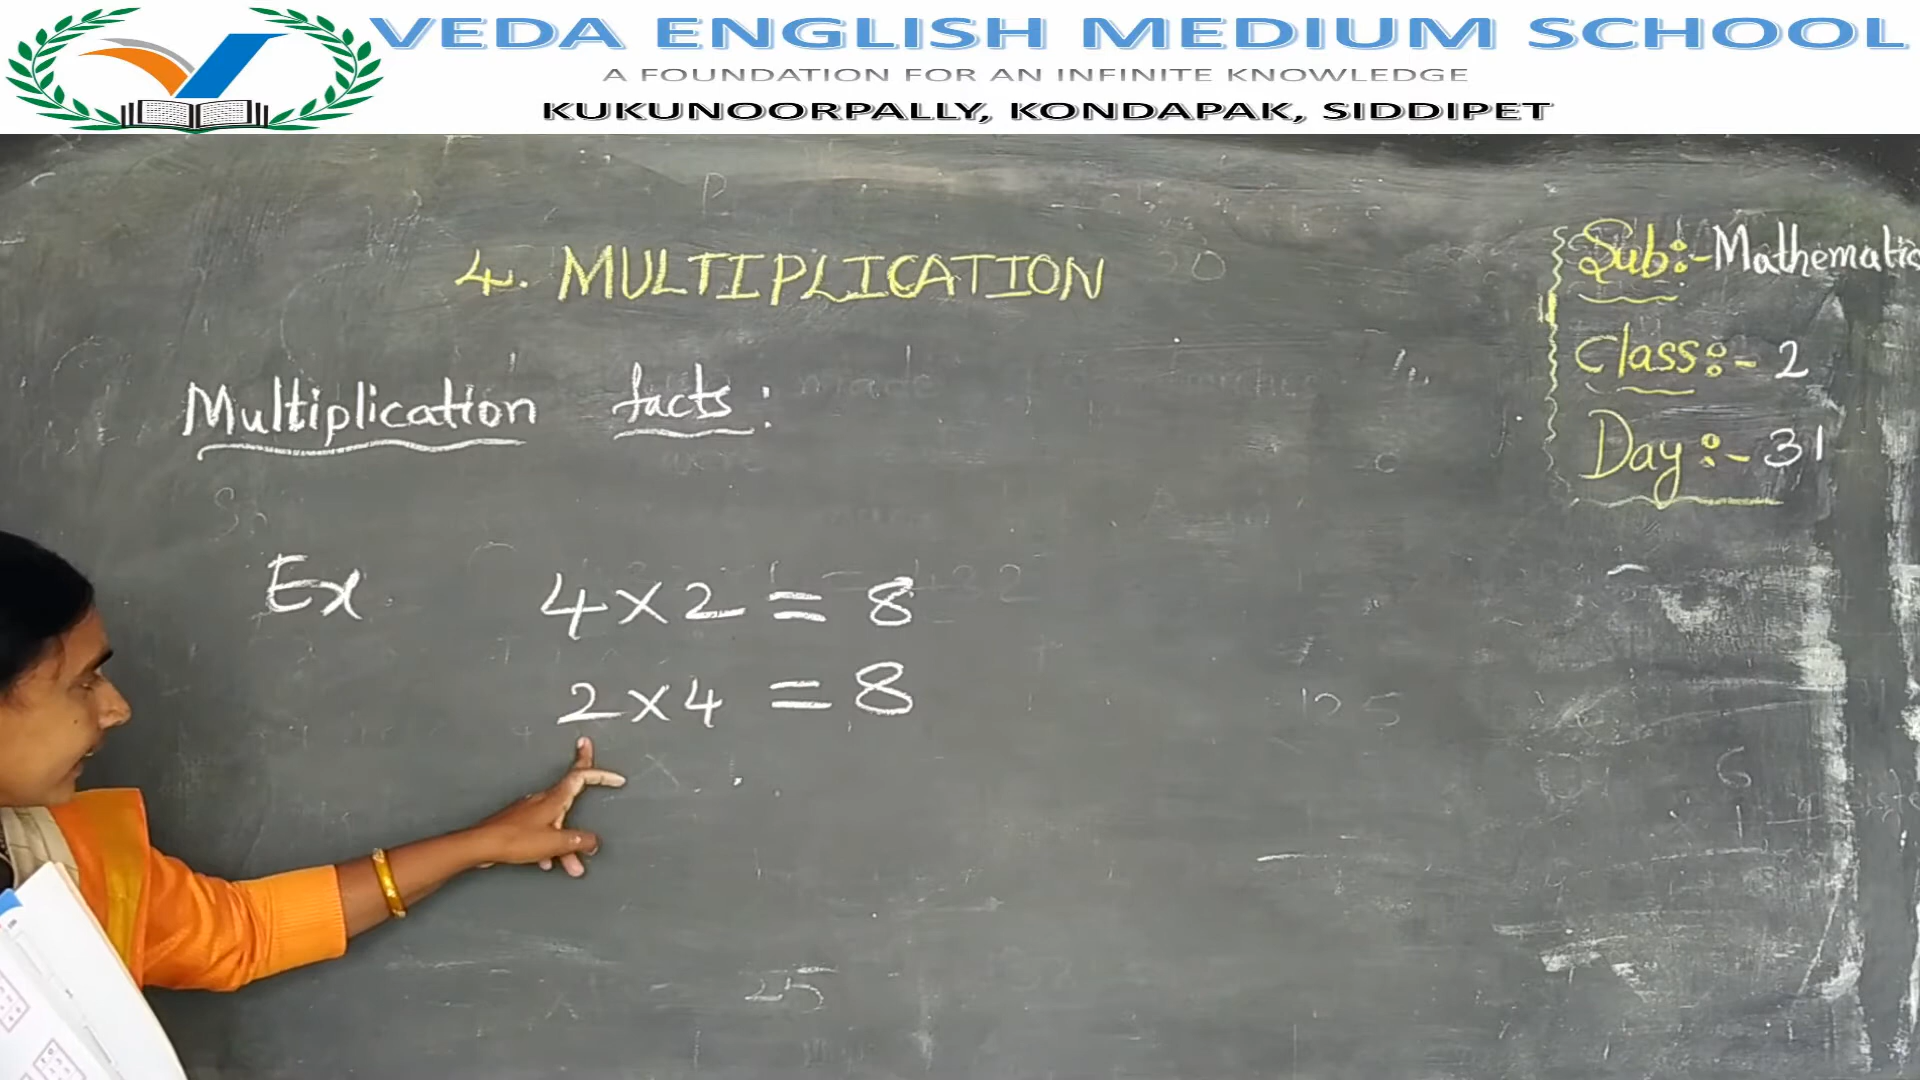 VEDA ENGLISH MEDIUM SCHOOL
A FOUNDATION FOR AN INFINITE KNOWLEDGE
KUKUNOORPALLY, KONDAPAK, SIDDIPET
4. MULTIPLICATION
Sub:- Mathematic
Class:- 2
Day:- 31
Multiplication facts:
Ex 4 × 2 = 8
2 × 4 = 8